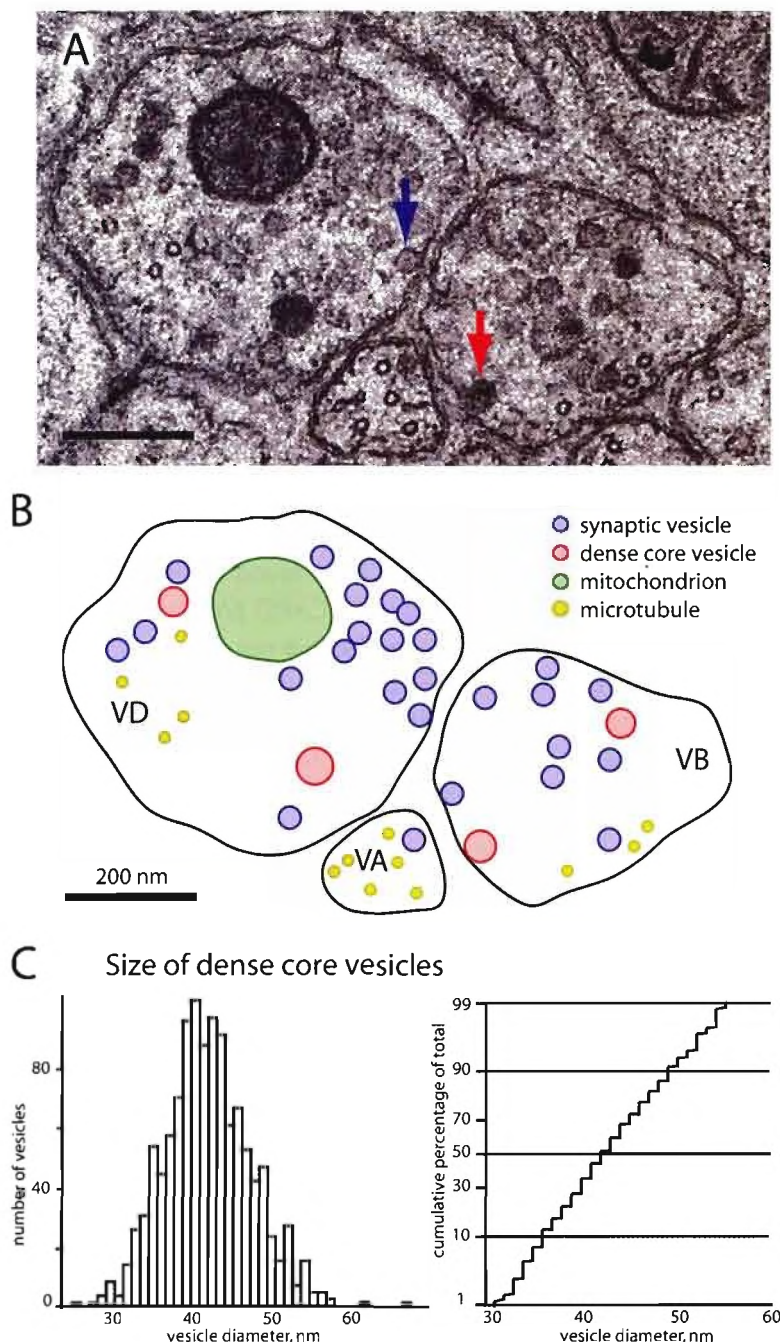 A
B
synaptic vesicle
dense core vesicle
mitochondrion
microtubule
VD
VB
VA
200 nm
C
Size of dense core vesicles
number of vesicles
80
40
0
30
40
50
60
vesicle diameter, nm
cumulative percentage of total
99
90
70
50
30
10
1
30
40
50
60
vesicle diameter, nm